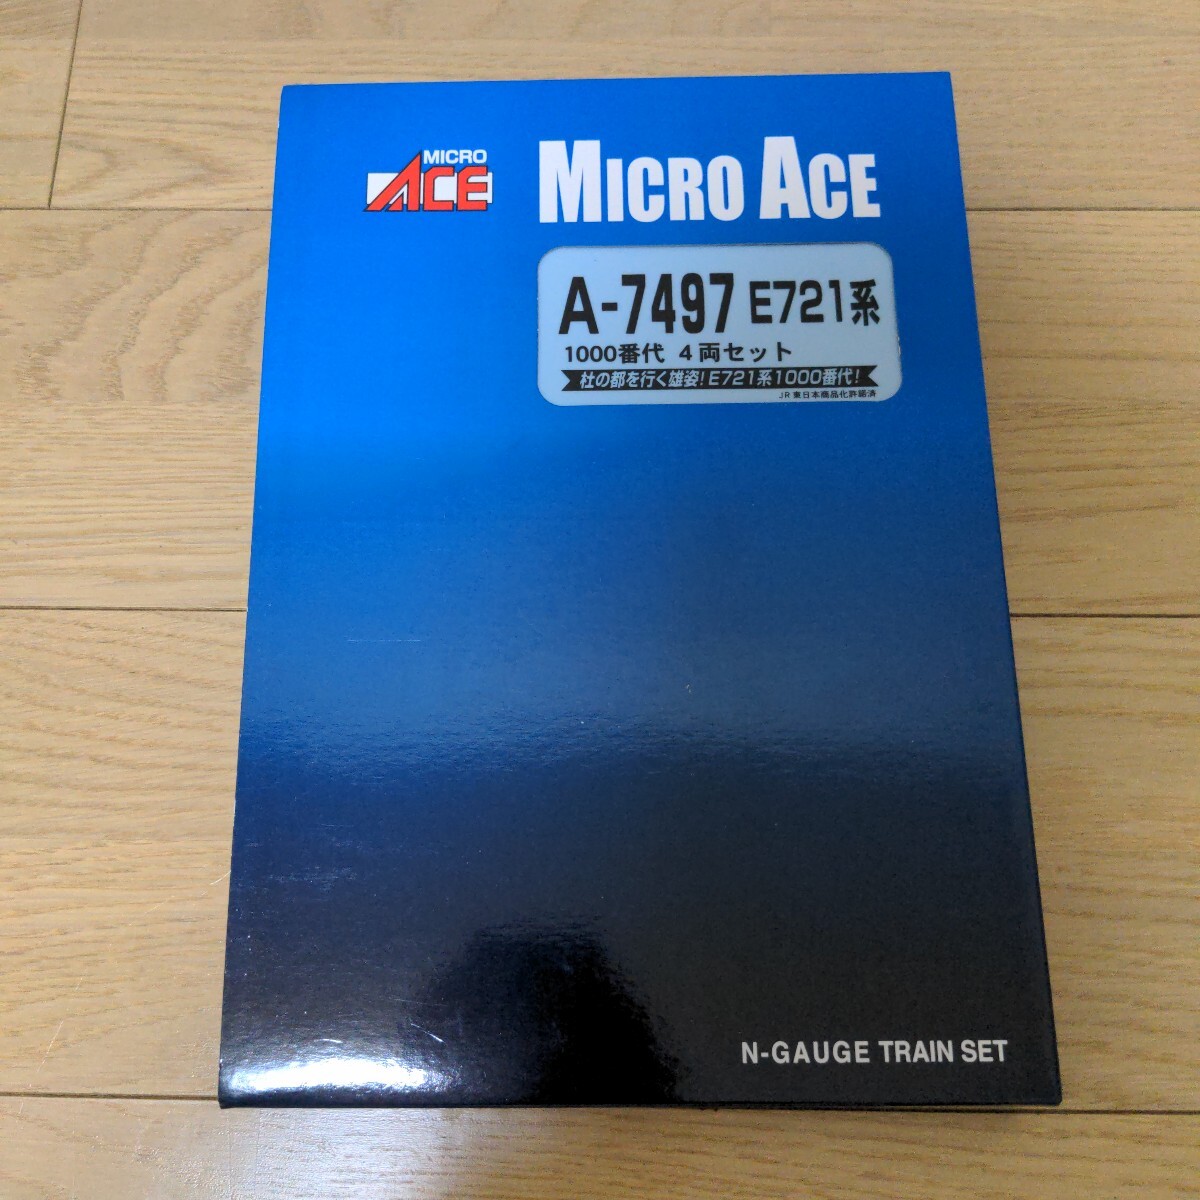 MICRO
ACE
MICRO ACE
A-7497 E721系
1000番代 4両セット
杜の都を行く雄姿!E721系1000番代!
JR東日本商品化許諾済
N-GAUGE TRAIN SET